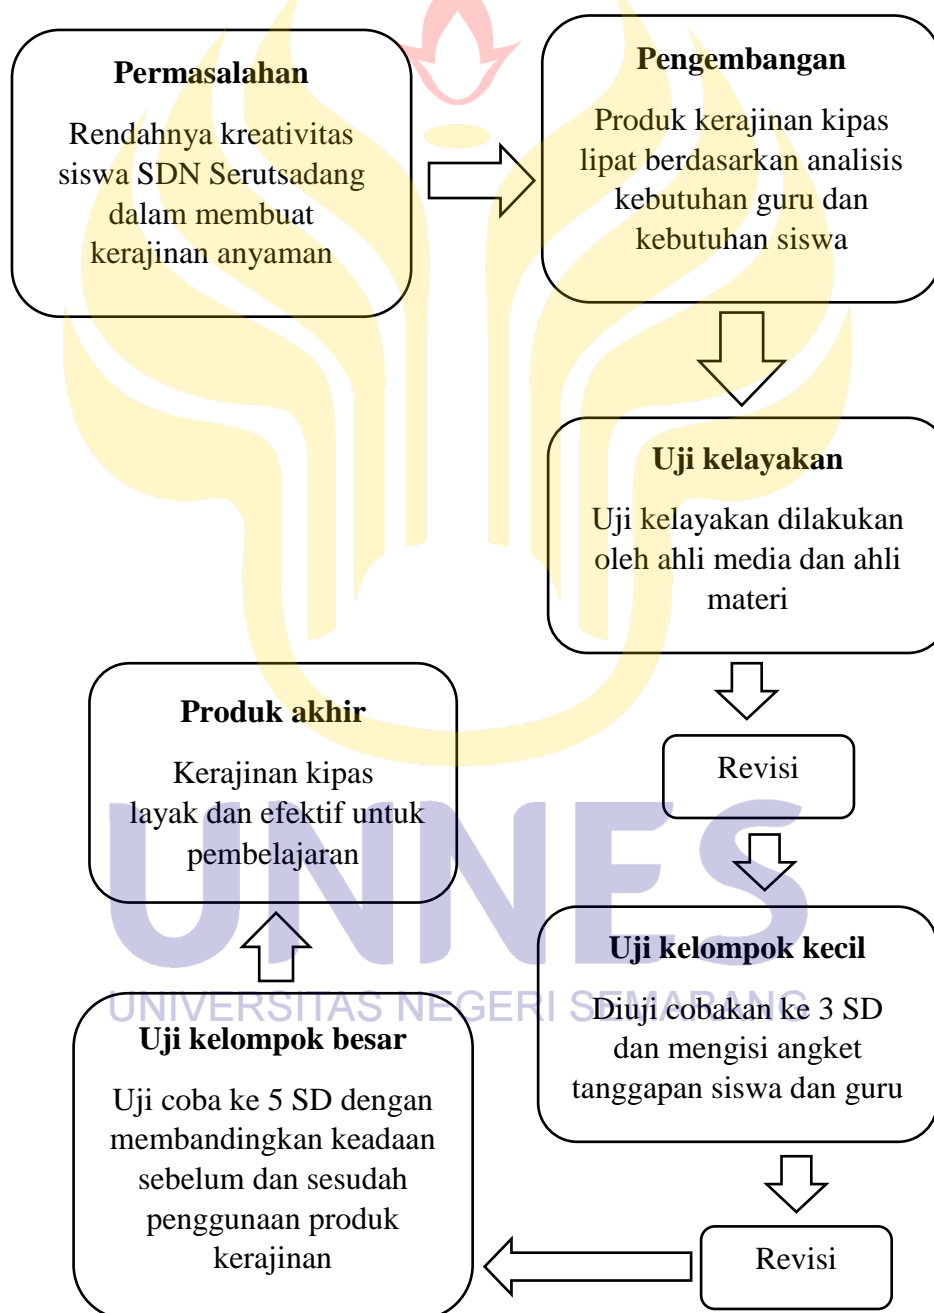 Permasalahan
Rendahnya kreativitas
siswa SDN Serutsadang
dalam membuat
kerajinan anyaman
Pengembangan
Produk kerajinan kipas
lipat berdasarkan analisis
kebutuhan guru dan
kebutuhan siswa
Uji kelayakan
Uji kelayakan dilakukan
oleh ahli media dan ahli
materi
Revisi
Uji kelompok kecil
Diuji cobakan ke 3 SD
dan mengisi angket
tanggapan siswa dan guru
Revisi
Uji kelompok besar
Uji coba ke 5 SD dengan
membandingkan keadaan
sebelum dan sesudah
penggunaan produk
kerajinan
Produk akhir
Kerajinan kipas
layak dan efektif untuk
pembelajaran
UNNES
UNIVERSITAS NEGERI SEMARANG